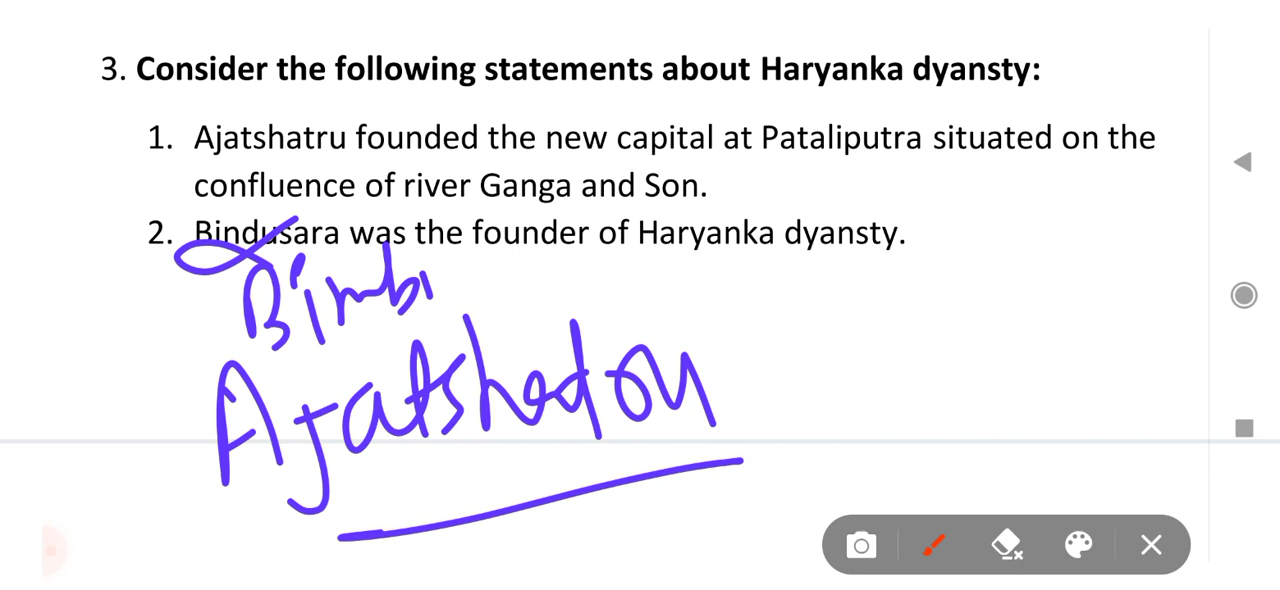 3. Consider the following statements about Haryanka dyansty:
1. Ajatshatru founded the new capital at Pataliputra situated on the
confluence of river Ganga and Son.
2. Bindusara was the founder of Haryanka dyansty.
Bimbi